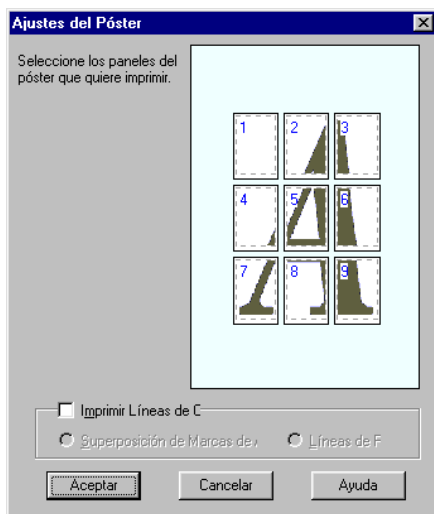 Ajustes del Póster
Seleccione los paneles del
póster que quiere imprimir.
1 2 3
4 5 6
7 8 9
Imprimir Líneas de C
Superposición de Marcas de
Líneas de F
Aceptar Cancelar Ayuda